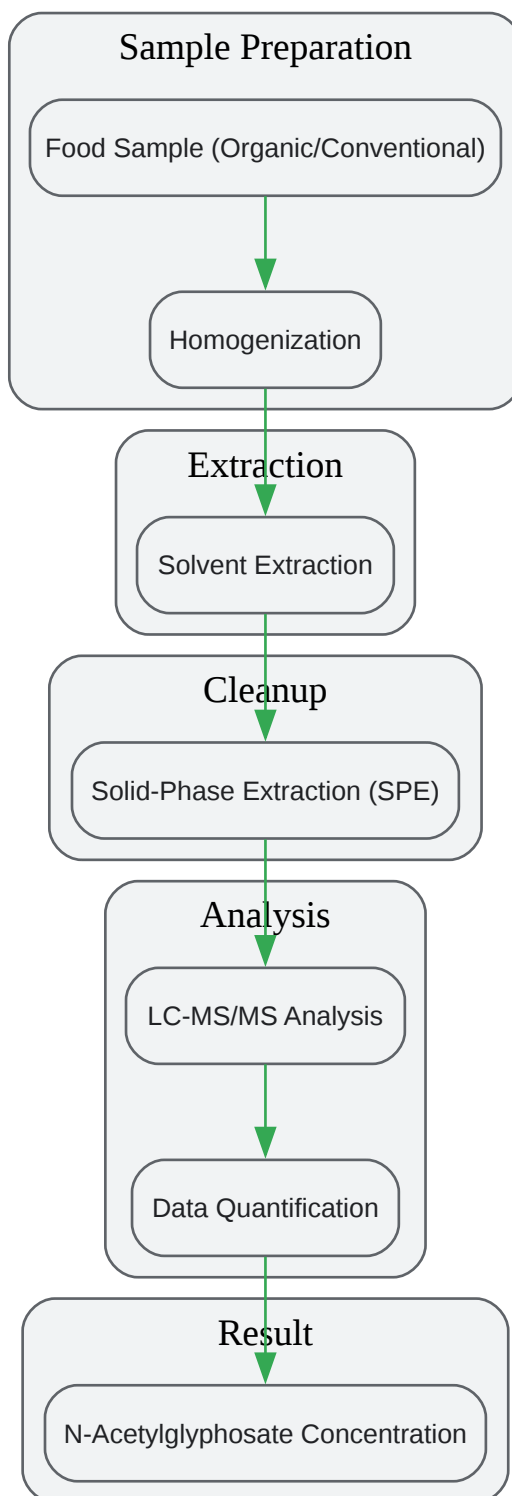 Sample Preparation
Food Sample (Organic/Conventional)
Homogenization
Extraction
Solvent Extraction
Cleanup
Solid-Phase Extraction (SPE)
Analysis
LC-MS/MS Analysis
Data Quantification
Result
N-Acetylglyphosate Concentration